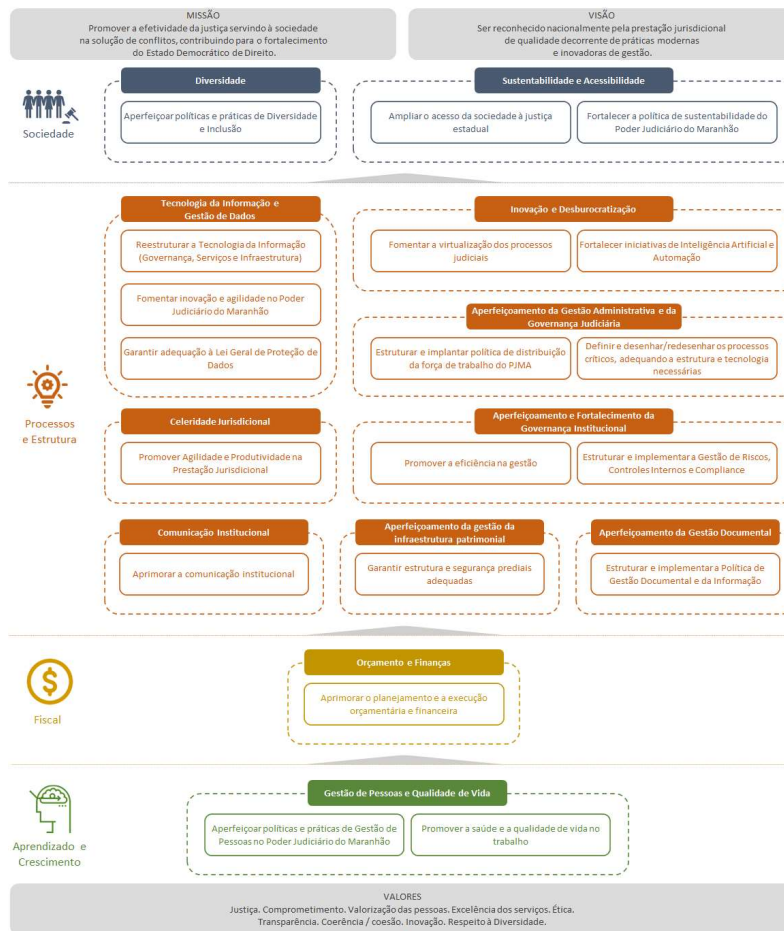 MISSÃO
Promover a efetividade da justiça servindo à sociedade
na solução de conflitos, contribuindo para o fortalecimento
do Estado Democrático de Direito.
VISÃO
Ser reconhecido nacionalmente pela prestação jurisdicional
de qualidade decorrente de práticas modernas
e inovadoras de gestão.
Sociedade
Diversidade
Aperfeiçoar políticas e práticas de Diversidade
e Inclusão
Sustentabilidade e Acessibilidade
Ampliar o acesso da sociedade à justiça
estadual
Fortalecer a política de sustentabilidade do
Poder Judiciário do Maranhão
Processos
e Estrutura
Tecnologia da Informação e
Gestão de Dados
Reestruturar a Tecnologia da Informação
(Governança, Serviços e Infraestrutura)
Fomentar inovação e agilidade no Poder
Judiciário do Maranhão
Garantir adequação à Lei Geral de Proteção de
Dados
Inovação e Desburocratização
Fomentar a virtualização dos processos
judiciais
Fortalecer iniciativas de Inteligência Artificial e
Automação
Aperfeiçoamento da Gestão Administrativa e da
Governança Judiciária
Estruturar e implantar política de distribuição
da força de trabalho do PJMA
Definir e desenhar/redesenhar os processos
críticos, adequando a estrutura e tecnologia
necessárias
Celeridade Jurisdicional
Promover Agilidade e Produtividade na
Prestação Jurisdicional
Aperfeiçoamento e Fortalecimento da
Governança Institucional
Promover a eficiência na gestão
Estruturar e implementar a Gestão de Riscos,
Controles Internos e Compliance
Comunicação Institucional
Aprimorar a comunicação institucional
Aperfeiçoamento da gestão da
infraestrutura patrimonial
Garantir estrutura e segurança prediais
adequadas
Aperfeiçoamento da Gestão Documental
Estruturar e implementar a Política de
Gestão Documental e da Informação
Fiscal
Orçamento e Finanças
Aprimorar o planejamento e a execução
orçamentária e financeira
Aprendizado e
Crescimento
Gestão de Pessoas e Qualidade de Vida
Aperfeiçoar políticas e práticas de Gestão de
Pessoas no Poder Judiciário do Maranhão
Promover a saúde e a qualidade de vida no
trabalho
VALORES
Justiça. Comprometimento. Valorização das pessoas. Excelência dos serviços. Ética.
Transparência. Coerência / coesão. Inovação. Respeito à Diversidade.